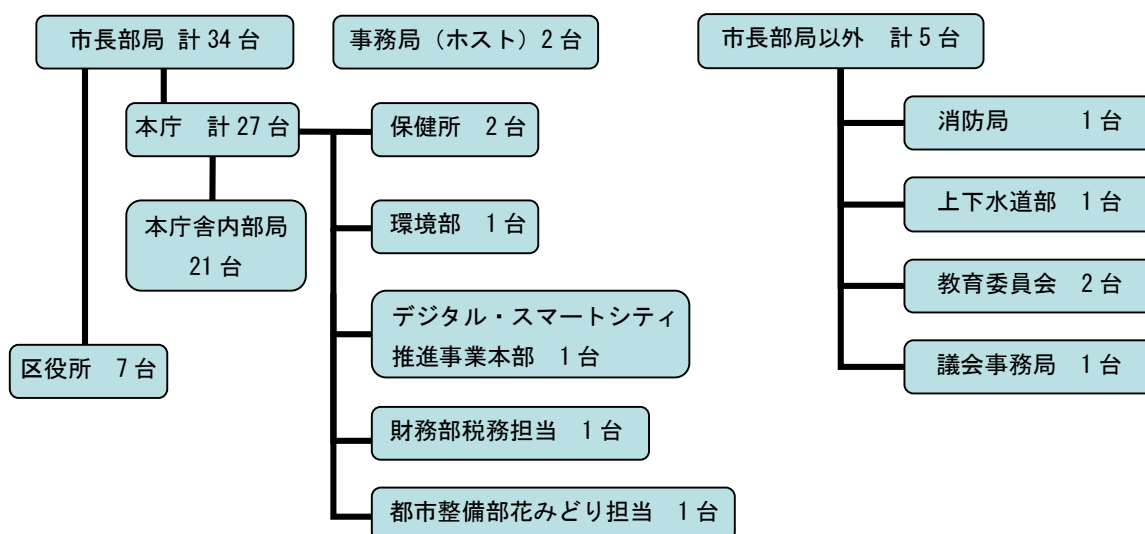 市長部局 計34台
事務局（ホスト）2台
市長部局以外　計5台
本庁　計27台
保健所　2台
消防局　　　1台
本庁舎内部局
21台
環境部　1台
上下水道部　1台
デジタル・スマートシティ
推進事業本部　1台
教育委員会　2台
区役所　7台
議会事務局　1台
財務部税務担当　1台
都市整備部花みどり担当　1台